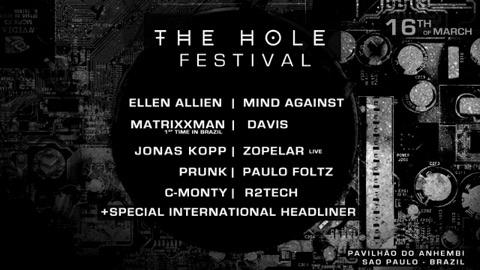 THE HOLE
FESTIVAL
16TH
OF MARCH
ELLEN ALLIEN | MIND AGAINST
MATRIXXMAN | DAVIS
1ST TIME IN BRAZIL
JONAS KOPP | ZOPELAR LIVE
PRUNK | PAULO FOLTZ
C-MONTY | R2TECH
+SPECIAL INTERNATIONAL HEADLINER
PAVILHÃO DO ANHEMBI
SAO PAULO - BRAZIL